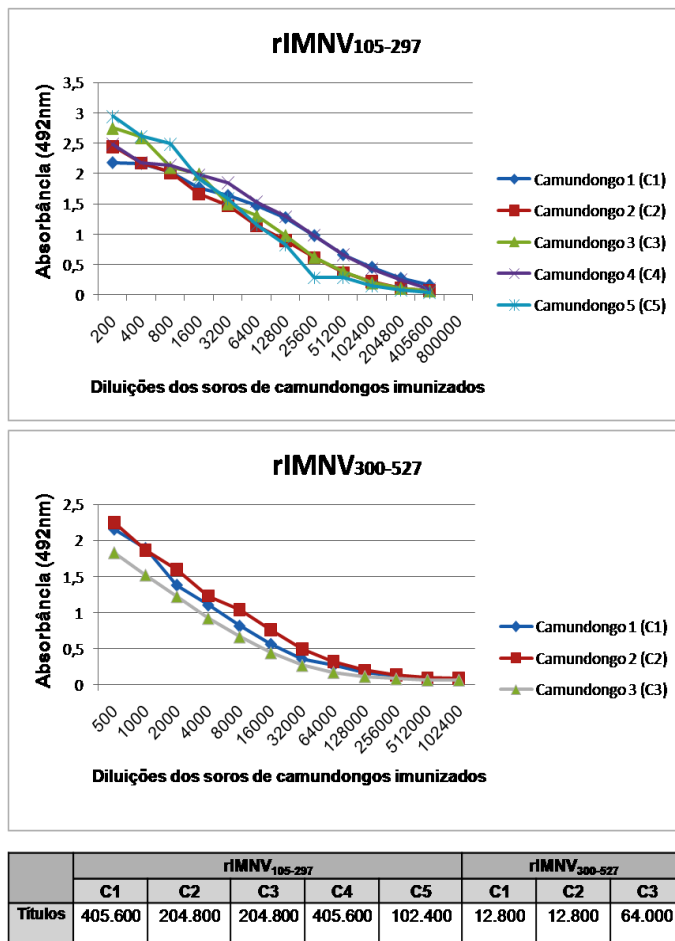 rIMNV105-297
Absorbância (492nm)
3,5
3
2,5
2
1,5
1
0,5
0
200
400
800
1600
3200
6400
12800
25600
51200
102400
204800
405600
800000
Diluições dos soros de camundongos imunizados
Camundongo 1 (C1)
Camundongo 2 (C2)
Camundongo 3 (C3)
Camundongo 4 (C4)
Camundongo 5 (C5)
rIMNV300-527
Absorbância (492nm)
2,5
2
1,5
1
0,5
0
500
1000
2000
4000
8000
16000
32000
64000
128000
256000
512000
102400
Diluições dos soros de camundongos imunizados
Camundongo 1 (C1)
Camundongo 2 (C2)
Camundongo 3 (C3)
rIMNV105-297 rIMNV300-527
C1 C2 C3 C4 C5 C1 C2 C3
Títulos 405.600 204.800 204.800 405.600 102.400 12.800 12.800 64.000